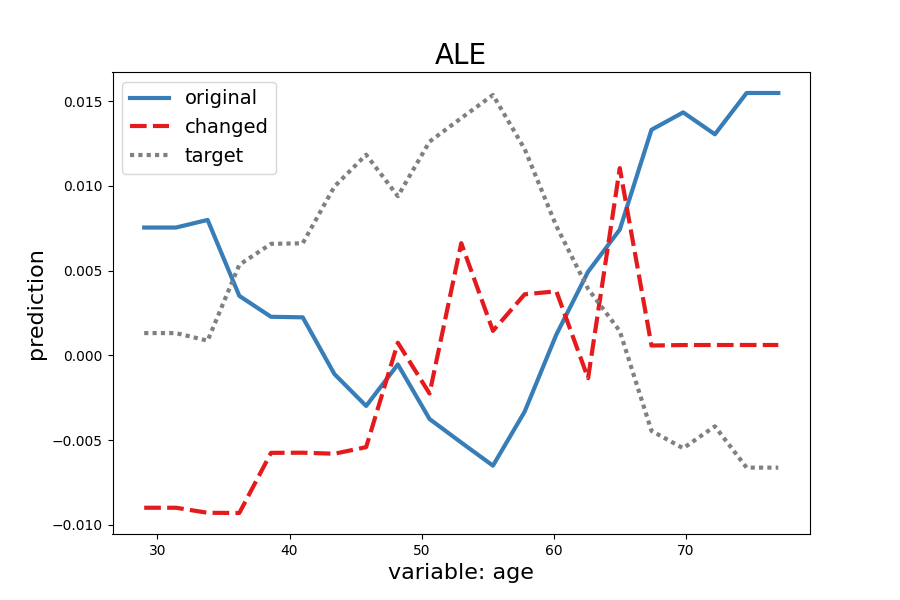 ALE
original
changed
target
prediction
0.015
0.010
0.005
0.000
−0.005
−0.010
30 40 50 60 70
variable: age